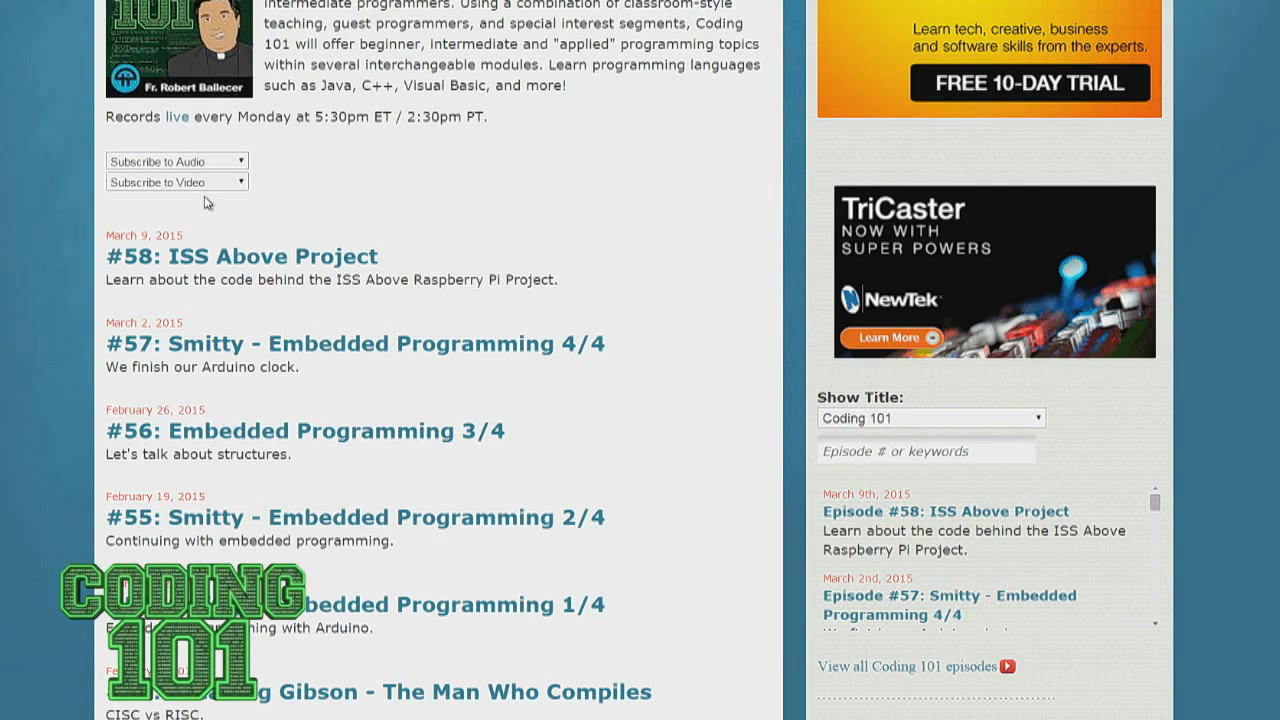 101
intermediate programmers. Using a combination of classroom-style
teaching, guest programmers, and special interest segments, Coding
101 will offer beginner, intermediate and "applied" programming topics
within several interchangeable modules. Learn programming languages
such as Java, C++, Visual Basic, and more!
Fr. Robert Ballecer
Records live every Monday at 5:30pm ET / 2:30pm PT.
Subscribe to Audio
Subscribe to Video
March 9, 2015
#58: ISS Above Project
Learn about the code behind the ISS Above Raspberry Pi Project.
March 2, 2015
#57: Smitty - Embedded Programming 4/4
We finish our Arduino clock.
February 26, 2015
#56: Embedded Programming 3/4
Let's talk about structures.
February 19, 2015
#55: Smitty - Embedded Programming 2/4
Continuing with embedded programming.
bedded Programming 1/4
with Arduino.
Gibson - The Man Who Compiles
CISC vs RISC.
CODING
101
Learn tech, creative, business
and software skills from the experts.
FREE 10-DAY TRIAL
TriCaster
NOW WITH
SUPER POWERS
NewTek
Learn More
Show Title:
Coding 101
Episode # or keywords
March 9th, 2015
Episode #58: ISS Above Project
Learn about the code behind the ISS Above
Raspberry Pi Project.
March 2nd, 2015
Episode #57: Smitty - Embedded
Programming 4/4
View all Coding 101 episodes